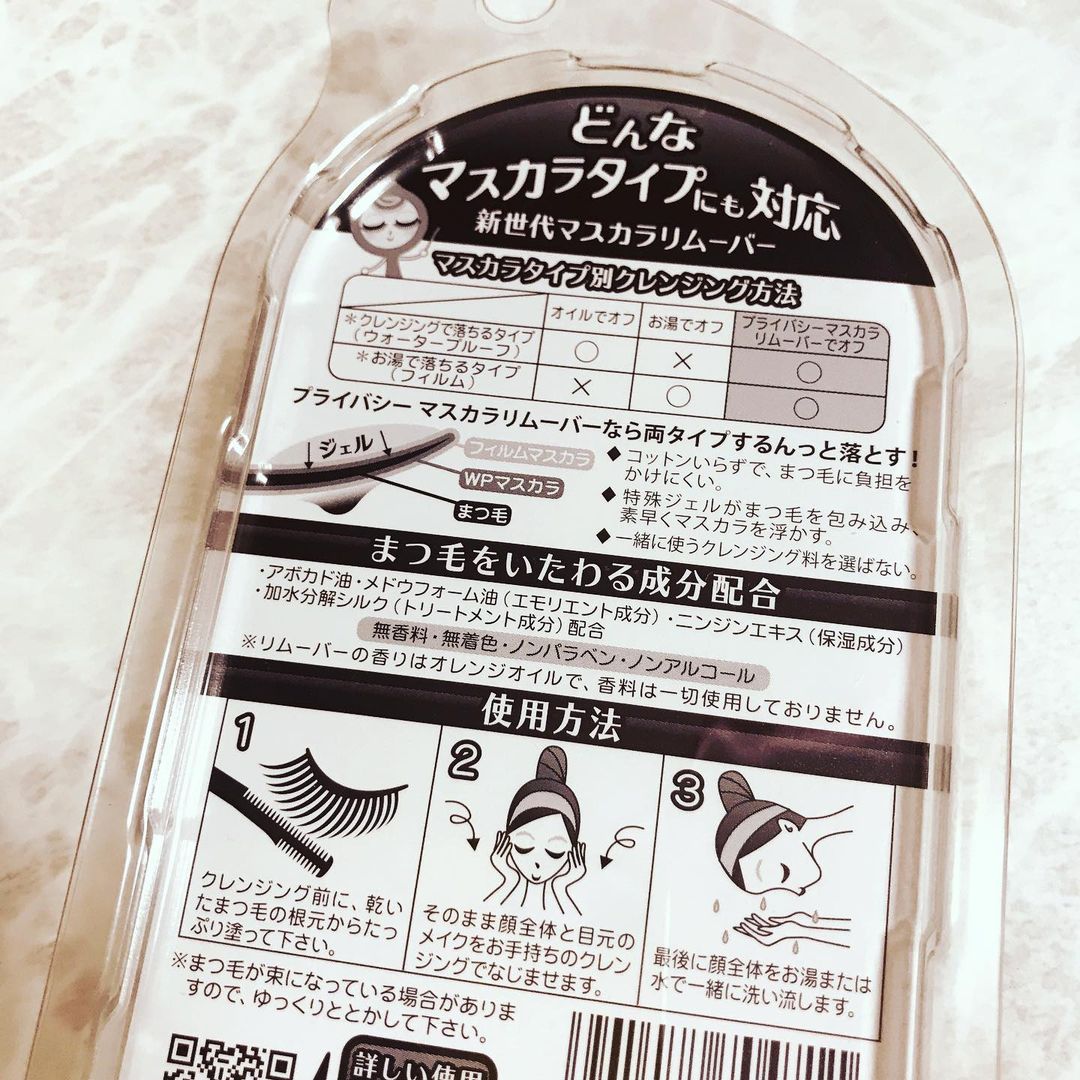 どんな
マスカラタイプにも対応
新世代マスカラリムーバー
マスカラタイプ別クレンジング方法
オイルでオフ お湯でオフ プライバシーマスカラ
リムーバーでオフ
＊クレンジングで落ちるタイプ
（ウォータープルーフ） ○ × ○
＊お湯で落ちるタイプ
（フィルム） × ○ ○
プライバシー マスカラリムーバーなら両タイプするんっと落とす！
ジェル
フィルムマスカラ
WPマスカラ
まつ毛
◆コットンいらずで、まつ毛に負担を
かけにくい。
◆特殊ジェルがまつ毛を包み込み、
素早くマスカラを浮かす。
◆一緒に使うクレンジング料を選ばない。
まつ毛をいたわる成分配合
・アボカド油・メドウフォーム油（エモリエント成分）・ニンジンエキス（保湿成分）
・加水分解シルク（トリートメント成分）配合
無香料・無着色・ノンパラベン・ノンアルコール
※リムーバーの香りはオレンジオイルで、香料は一切使用しておりません。
使用方法
1
クレンジング前に、乾い
たまつ毛の根元からたっ
ぷり塗って下さい。
2
そのまま顔全体と目元の
メイクをお手持ちのクレン
ジングでなじませます。
3
最後に顔全体をお湯または
水で一緒に洗い流します。
※まつ毛が束になっている場合がありま
すので、ゆっくりととかして下さい。
詳しい使用